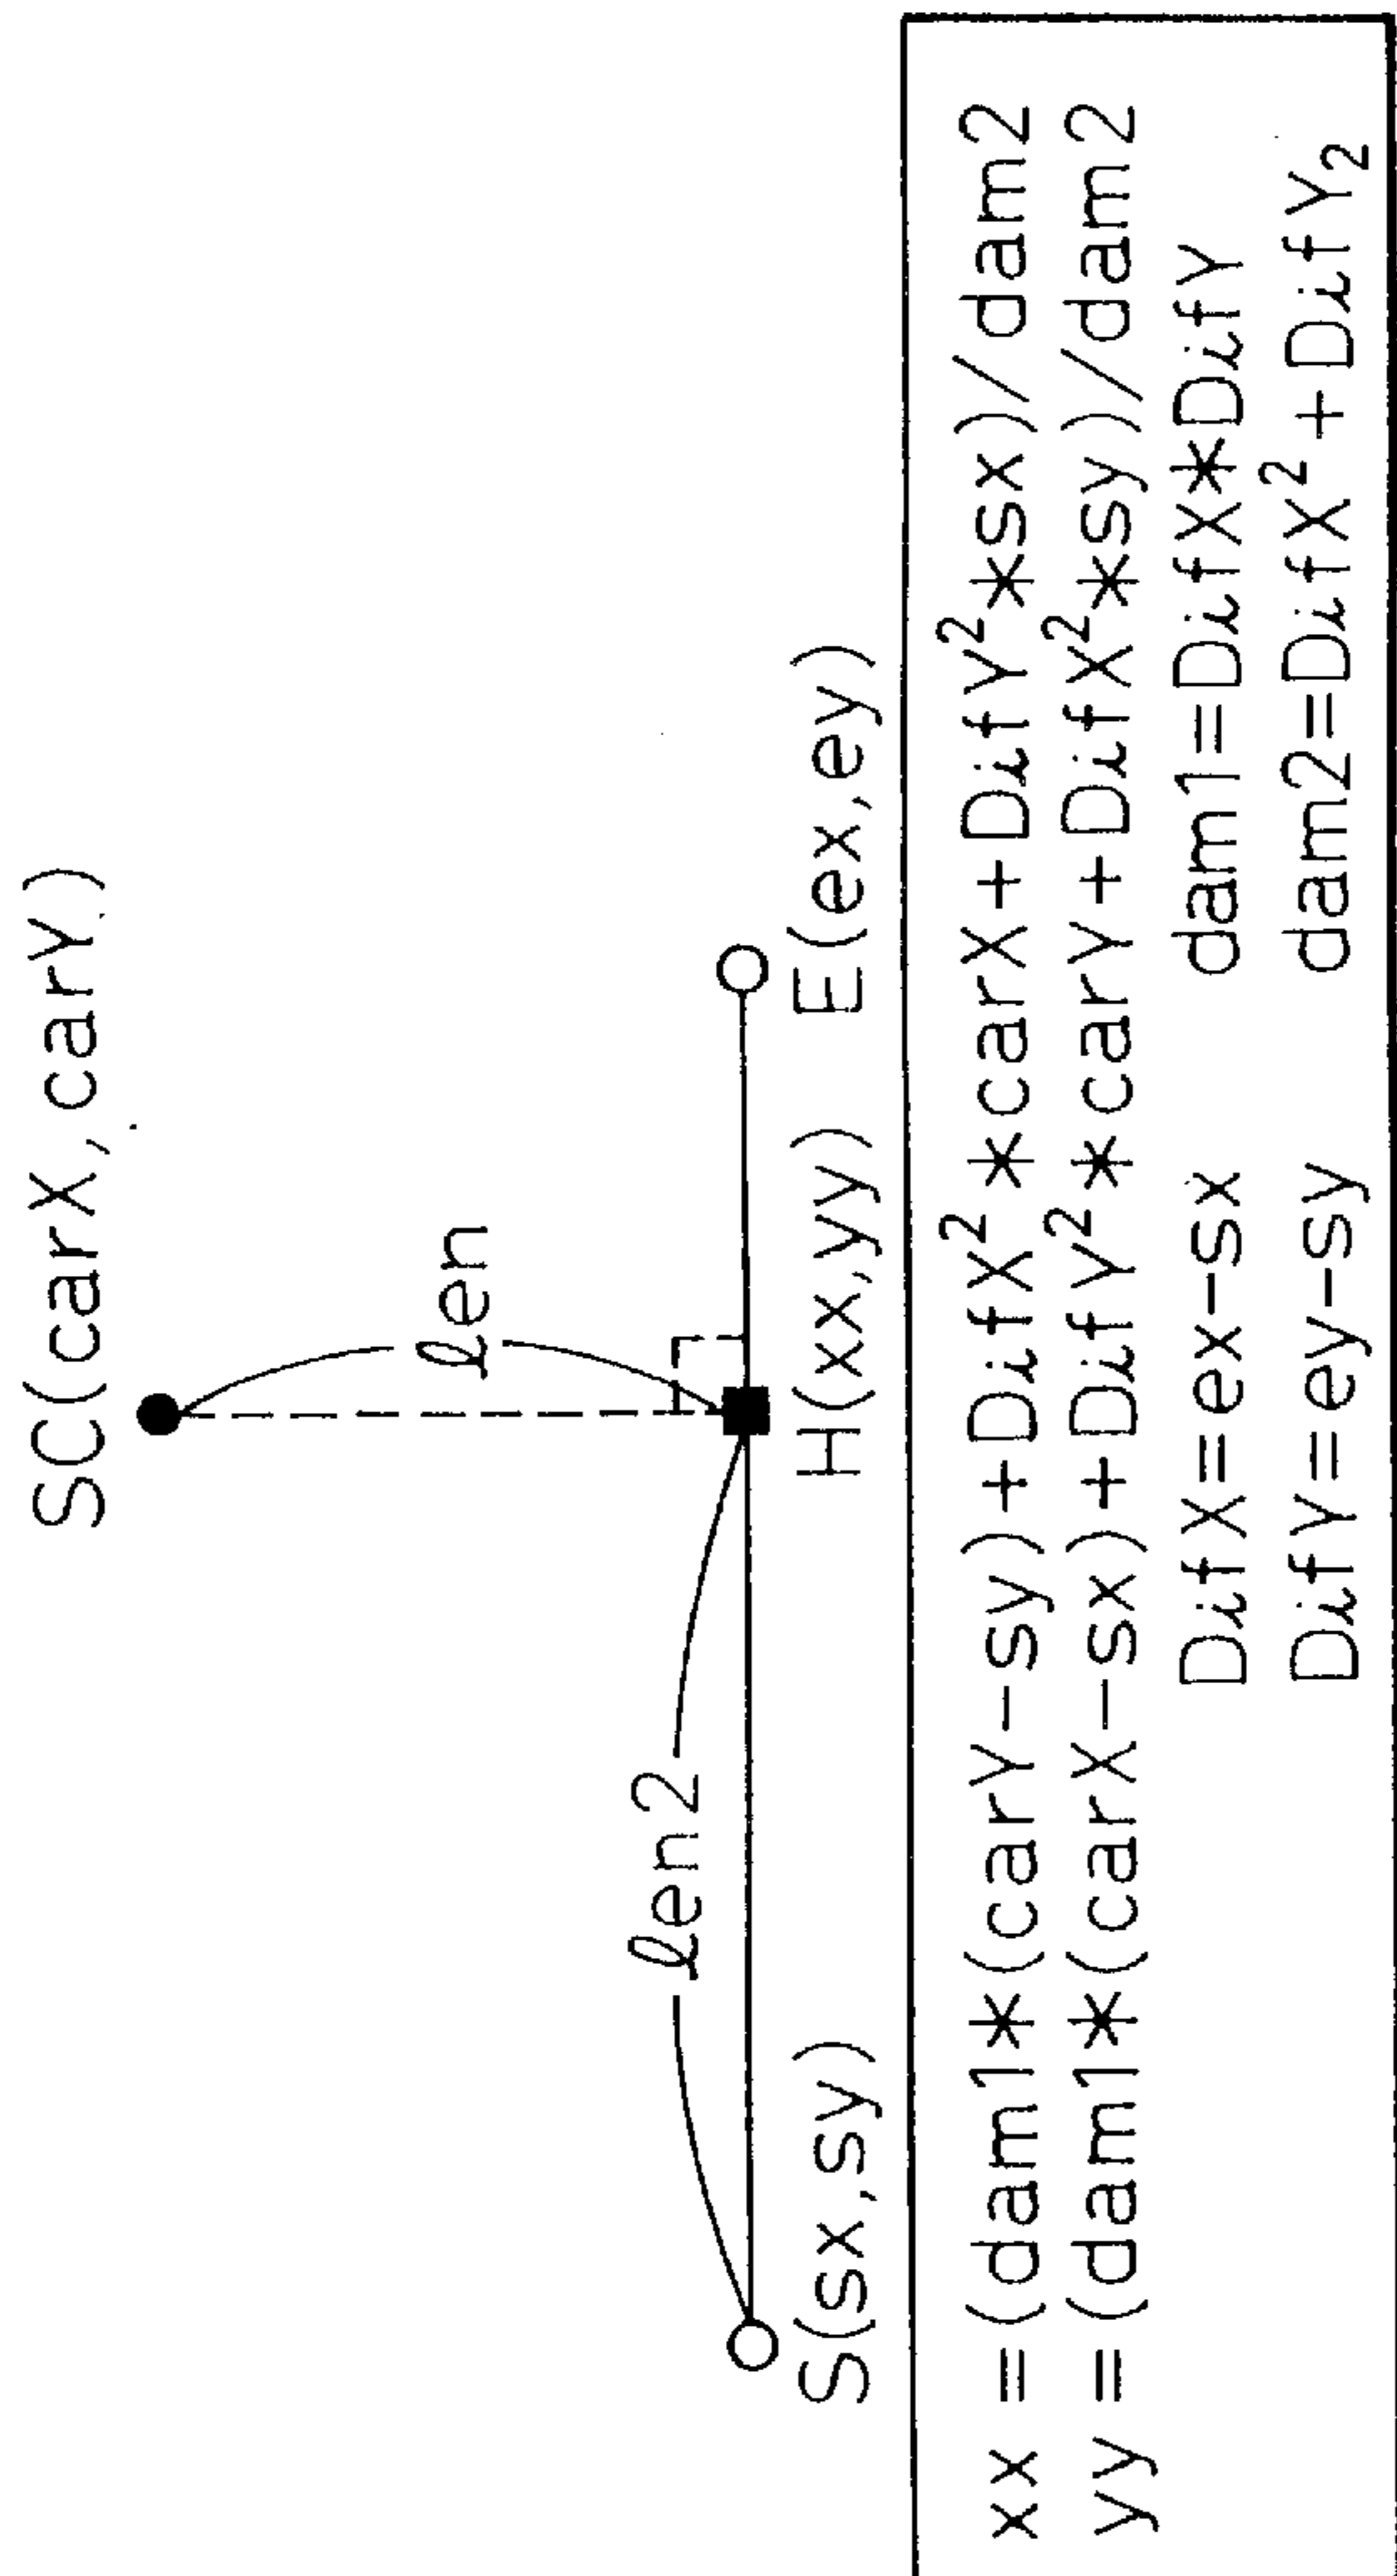 SC(carX,carY)
len
len2
S(sx,sy)
H(xx,yy)
E(ex,ey)
xx=(dam1*(carY-sy)+DifX²*carX+DifY²*sx)/dam2
yy=(dam1*(carX-sx)+DifY²*carY+DifX²*sy)/dam2
DifX=ex-sx dam1=DifX*DifY
DifY=ey-sy dam2=DifX²+DifY₂